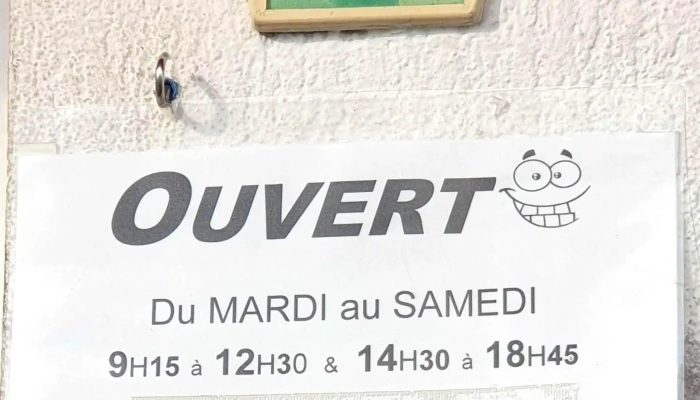 OUVERT
Du MARDI au SAMEDI
9H15 à 12H30 & 14H30 à 18H45